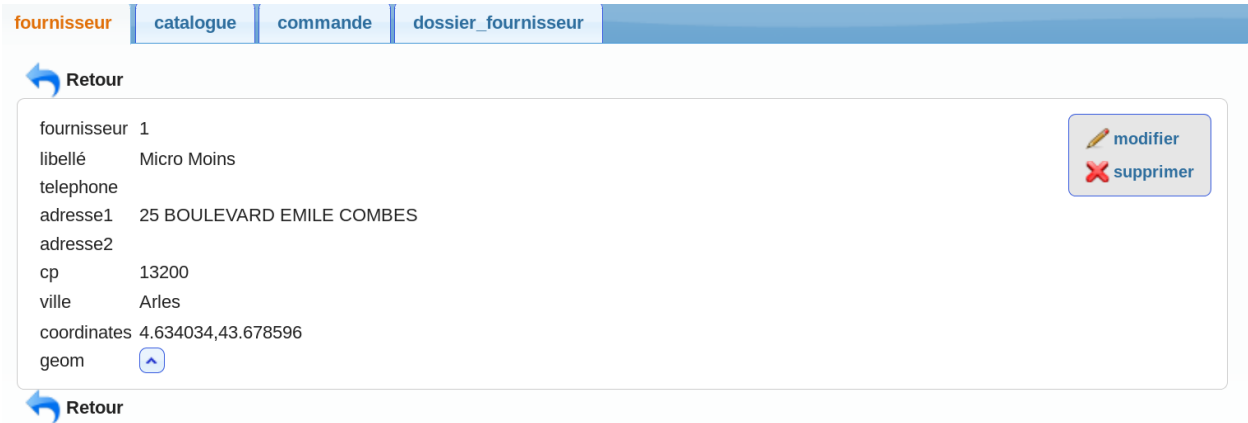 fournisseur catalogue commande dossier_fournisseur
Retour
fournisseur 1
modifier
libellé Micro Moins
supprimer
telephone
adresse1 25 BOULEVARD EMILE COMBES
adresse2
cp 13200
ville Arles
coordinates 4.634034,43.678596
geom
Retour